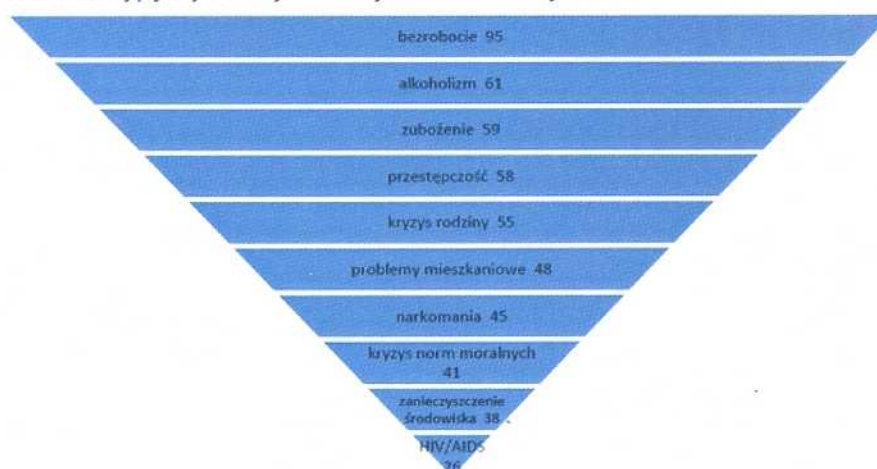 bezrobocie 95
alkoholizm 61
zubożenie 59
przestępczość 58
kryzys rodziny 55
problemy mieszkaniowe 48
narkomania 45
kryzys norm moralnych
41
zanieczyszczenie
środowiska 38
HIV/AIDS
26